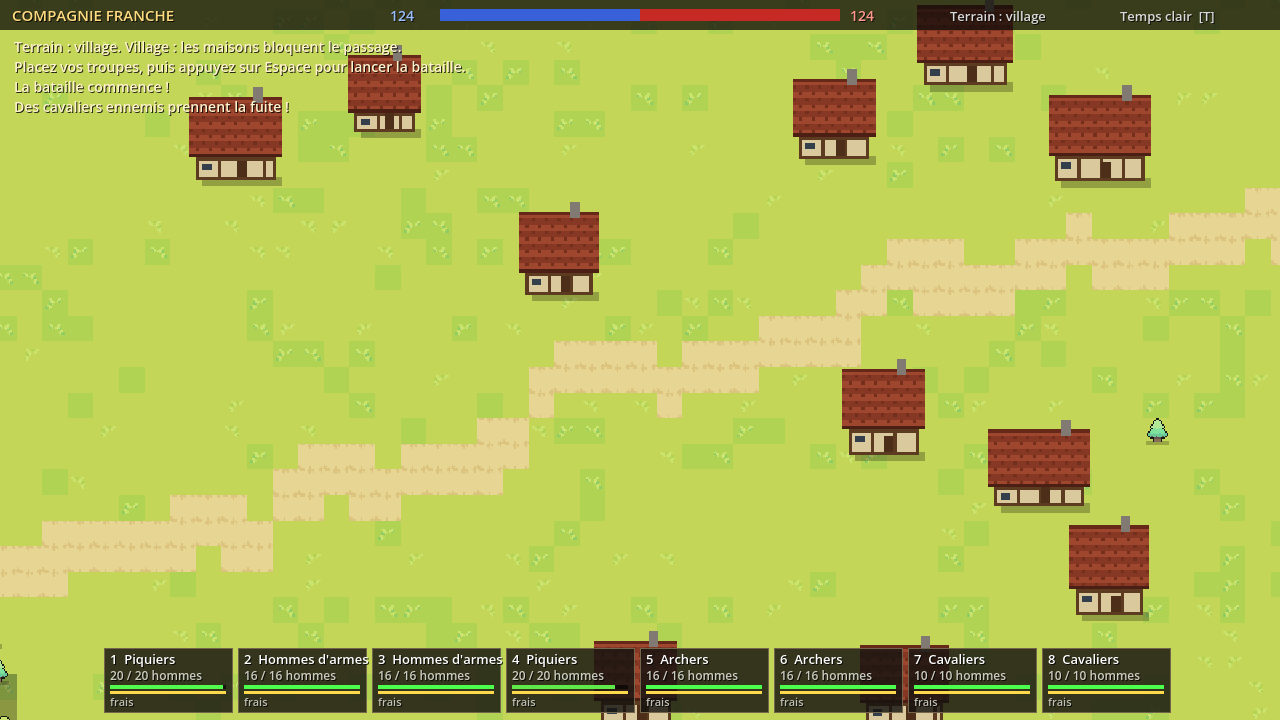 COMPAGNIE FRANCHE 124 124 Terrain : village Temps clair [T]
Terrain : village. Village : les maisons bloquent le passage.
Placez vos troupes, puis appuyez sur Espace pour lancer la bataille.
La bataille commence !
Des cavaliers ennemis prennent la fuite !
1 Piquiers
20 / 20 hommes
frais
2 Hommes d'armes
16 / 16 hommes
frais
3 Hommes d'armes
16 / 16 hommes
frais
4 Piquiers
20 / 20 hommes
frais
5 Archers
16 / 16 hommes
frais
6 Archers
16 / 16 hommes
frais
7 Cavaliers
10 / 10 hommes
frais
8 Cavaliers
10 / 10 hommes
frais